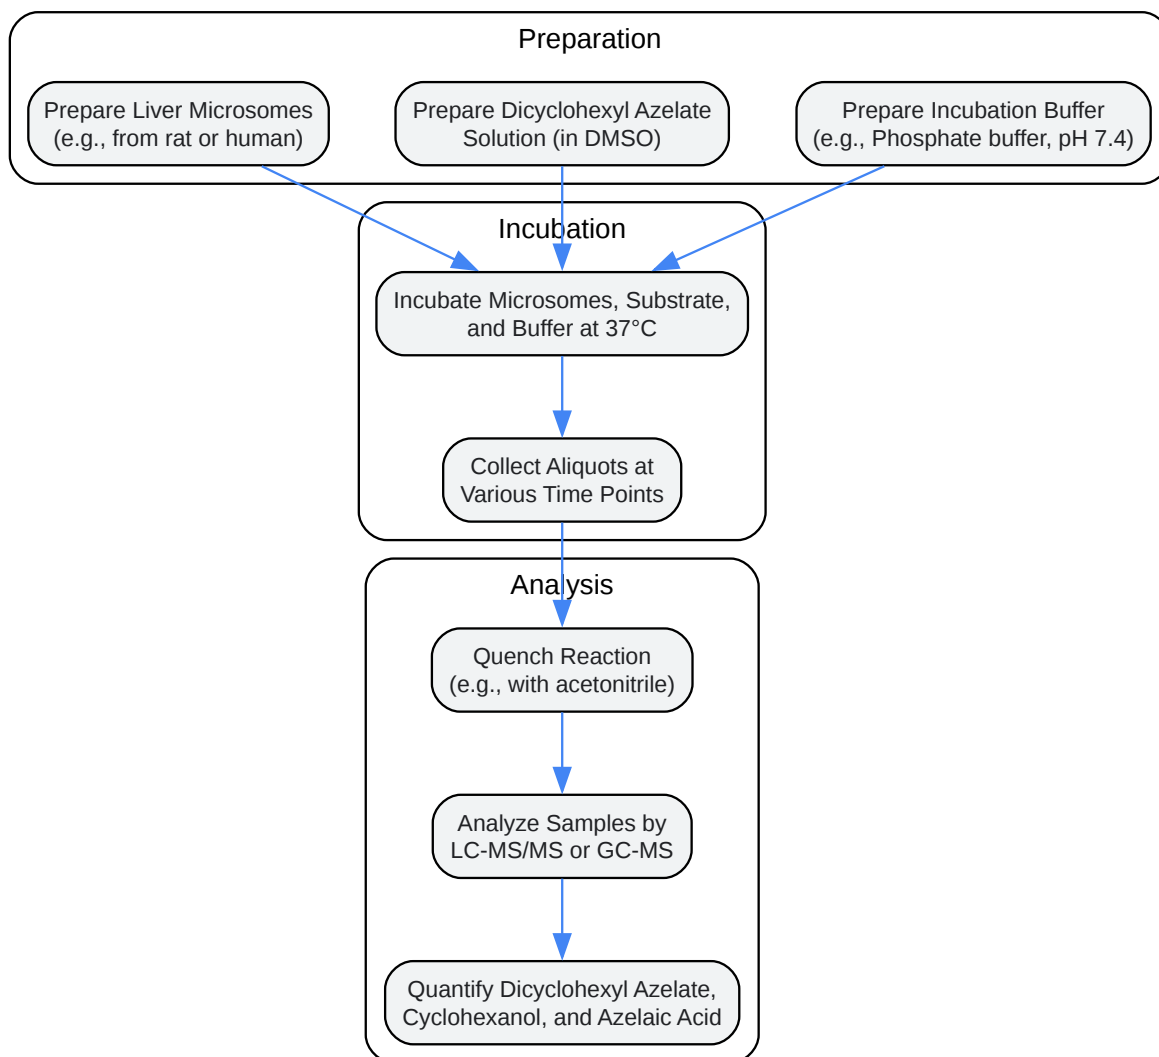 Preparation
Prepare Liver Microsomes
(e.g., from rat or human)
Prepare Dicyclohexyl Azelate
Solution (in DMSO)
Prepare Incubation Buffer
(e.g., Phosphate buffer, pH 7.4)
Incubation
Incubate Microsomes, Substrate,
and Buffer at 37°C
Collect Aliquots at
Various Time Points
Analysis
Quench Reaction
(e.g., with acetonitrile)
Analyze Samples by
LC-MS/MS or GC-MS
Quantify Dicyclohexyl Azelate,
Cyclohexanol, and Azelaic Acid